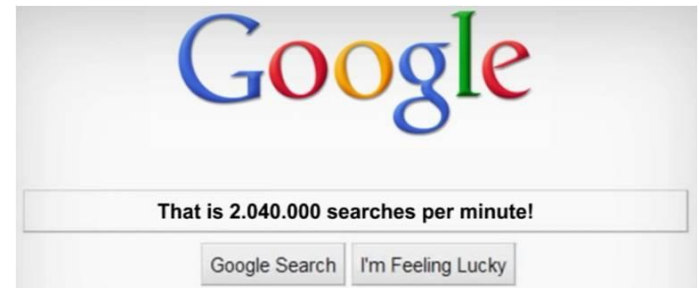 Google
That is 2.040.000 searches per minute!
Google Search I'm Feeling Lucky